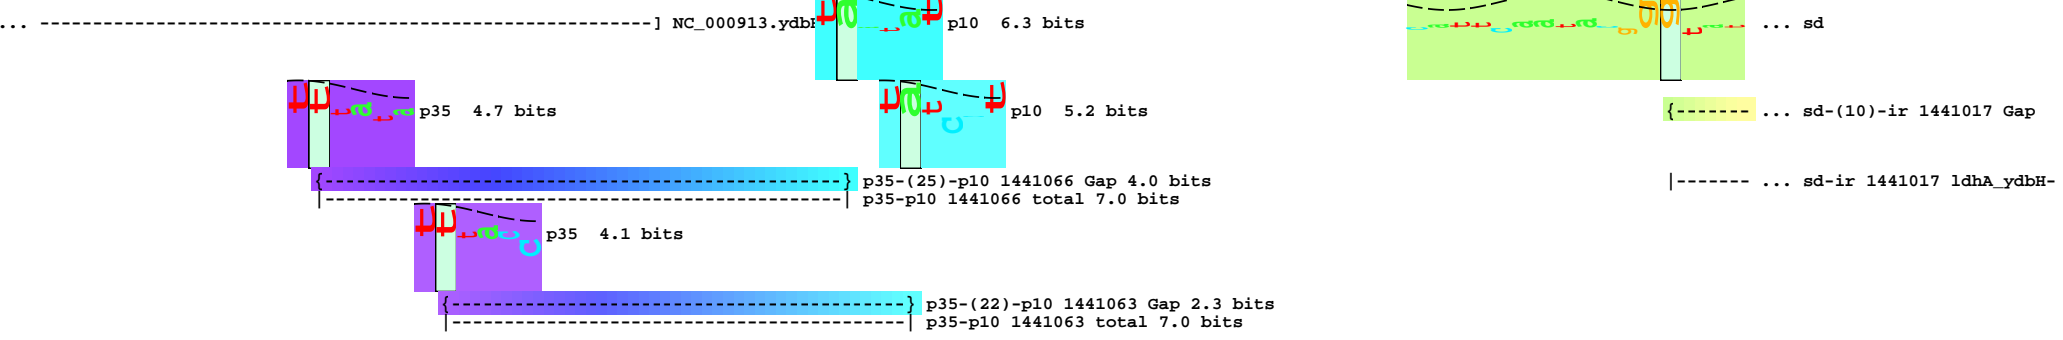 ... ----------------------------------------------------------] NC_000913.ydbH
p10 6.3 bits
... sd
p35 4.7 bits
p10 5.2 bits
{------- ... sd-(10)-ir 1441017 Gap
{-------------------------------------------------} p35-(25)-p10 1441066 Gap 4.0 bits
|------- ... sd-ir 1441017 ldhA_ydbH-
|-------------------------------------------------| p35-p10 1441066 total 7.0 bits
p35 4.1 bits
{-------------------------------------------} p35-(22)-p10 1441063 Gap 2.3 bits
|-------------------------------------------| p35-p10 1441063 total 7.0 bits